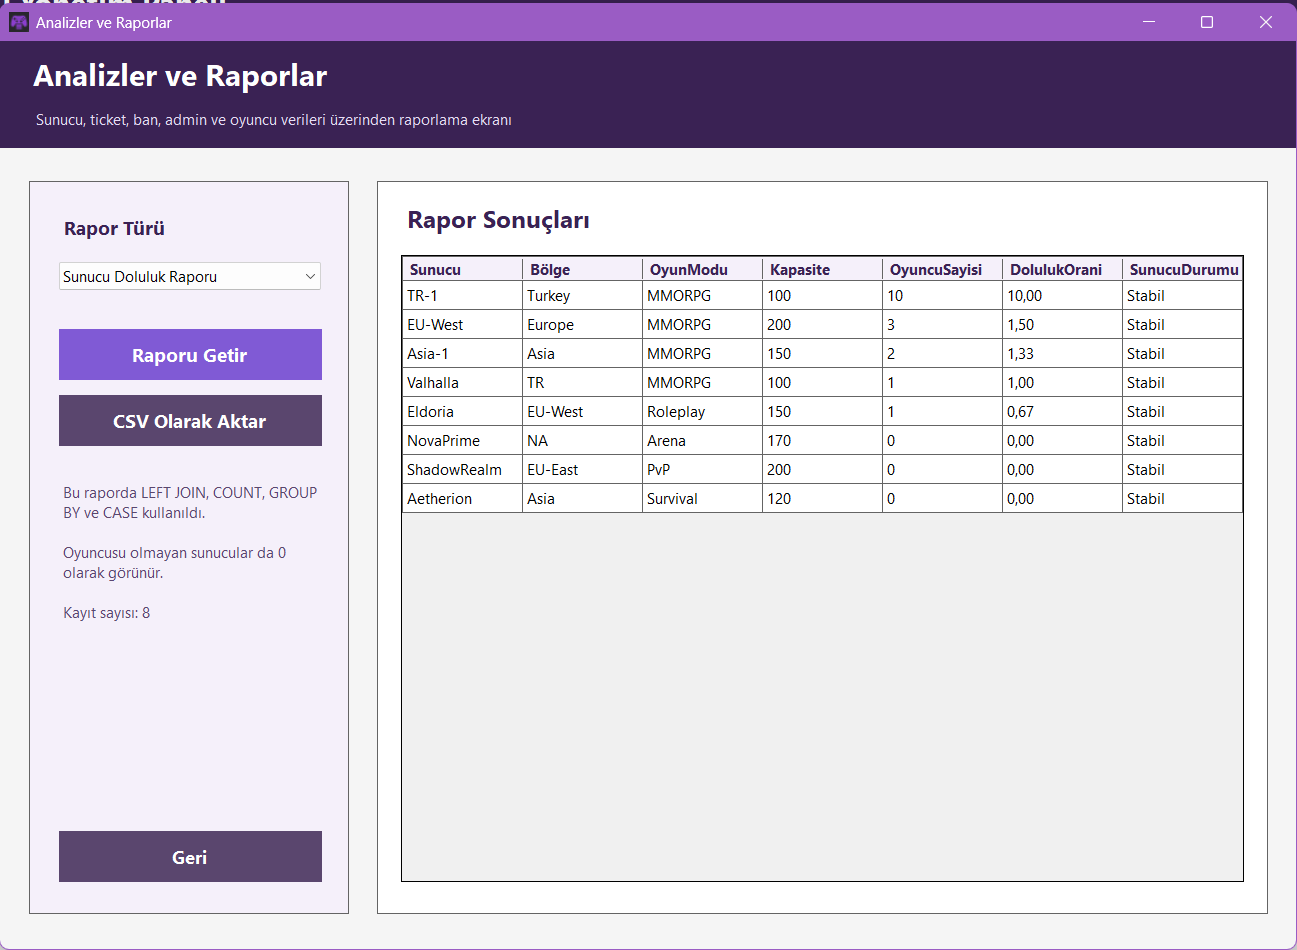 Analizler ve Raporlar
Analizler ve Raporlar
Sunucu, ticket, ban, admin ve oyuncu verileri üzerinden raporlama ekranı
Rapor Türü
Sunucu Doluluk Raporu
Raporu Getir
CSV Olarak Aktar
Bu raporda LEFT JOIN, COUNT, GROUP
BY ve CASE kullanıldı.
Oyuncusu olmayan sunucular da 0
olarak görünür.
Kayıt sayısı: 8
Geri
Rapor Sonuçları
Sunucu Bölge OyunModu Kapasite OyuncuSayisi DolulukOrani SunucuDurumu
TR-1 Turkey MMORPG 100 10 10,00 Stabil
EU-West Europe MMORPG 200 3 1,50 Stabil
Asia-1 Asia MMORPG 150 2 1,33 Stabil
Valhalla TR MMORPG 100 1 1,00 Stabil
Eldoria EU-West Roleplay 150 1 0,67 Stabil
NovaPrime NA Arena 170 0 0,00 Stabil
ShadowRealm EU-East PvP 200 0 0,00 Stabil
Aetherion Asia Survival 120 0 0,00 Stabil